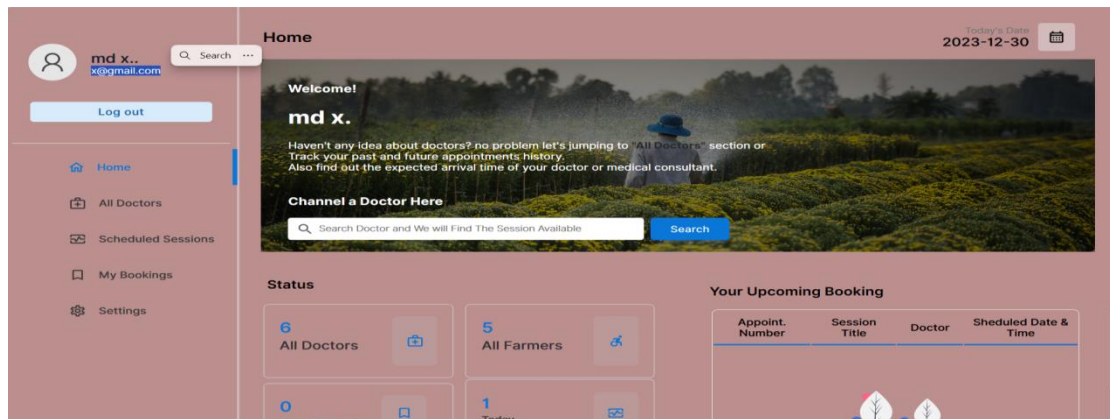 md x..
x@gmail.com
Search ...
Log out
Home
All Doctors
Scheduled Sessions
My Bookings
Settings
Home
Today's Date
2023-12-30
Welcome!
md x.
Haven't any idea about doctors? no problem let's jumping to "All Doctors" section or
Track your past and future appointments history.
Also find out the expected arrival time of your doctor or medical consultant.
Channel a Doctor Here
Search Doctor and We will Find The Session Available
Search
Status
6
All Doctors
5
All Farmers
0
1
Today
Your Upcoming Booking
Appoint. Number
Session Title
Doctor
Sheduled Date & Time